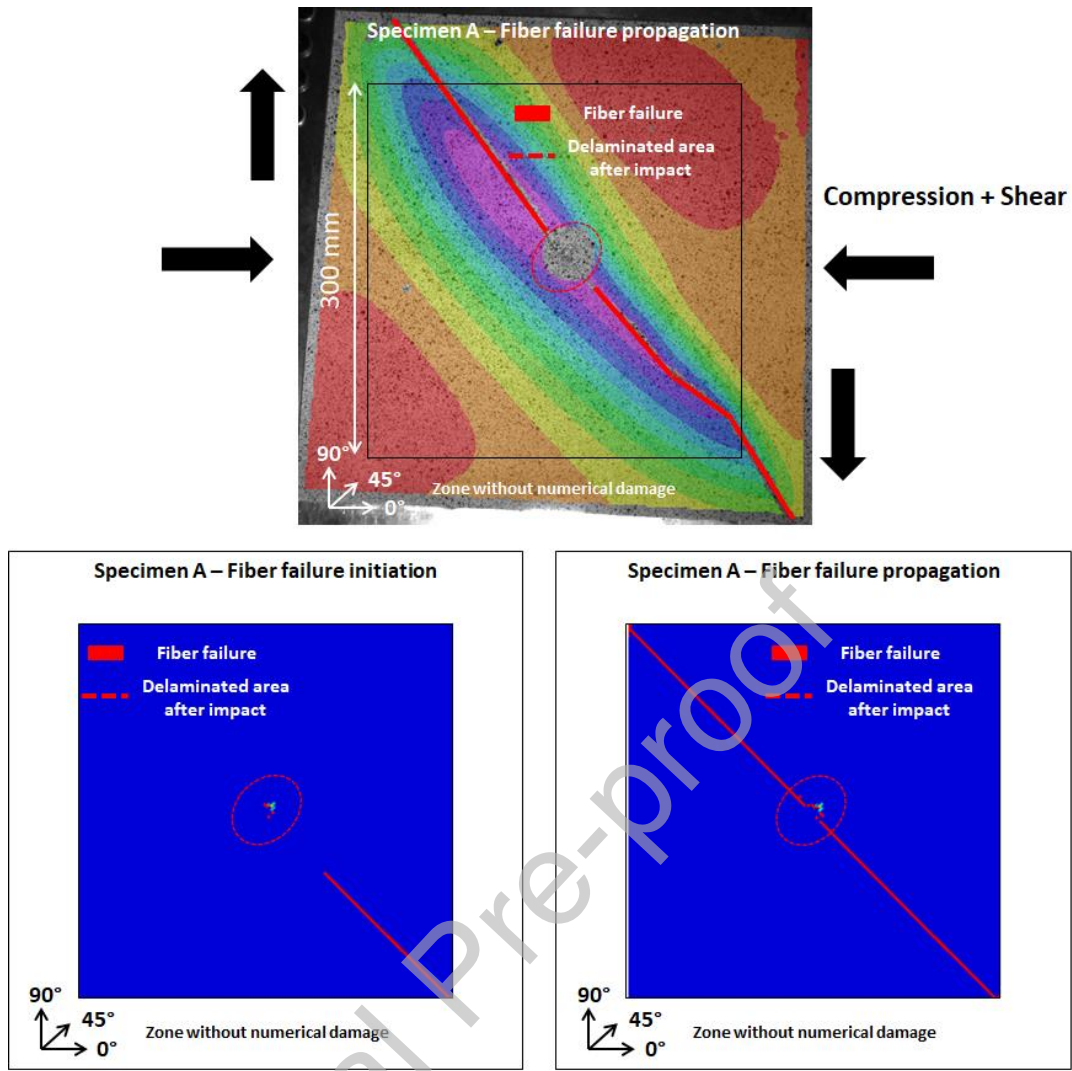 Specimen A – Fiber failure propagation
Fiber failure
Delaminated area
after impact
Compression + Shear
300 mm
90°
45°
0°
Zone without numerical damage
Specimen A – Fiber failure initiation
Fiber failure
Delaminated area
after impact
90°
45°
0°
Zone without numerical damage
Specimen A – Fiber failure propagation
Fiber failure
Delaminated area
after impact
90°
45°
0°
Zone without numerical damage
al Pre-proof